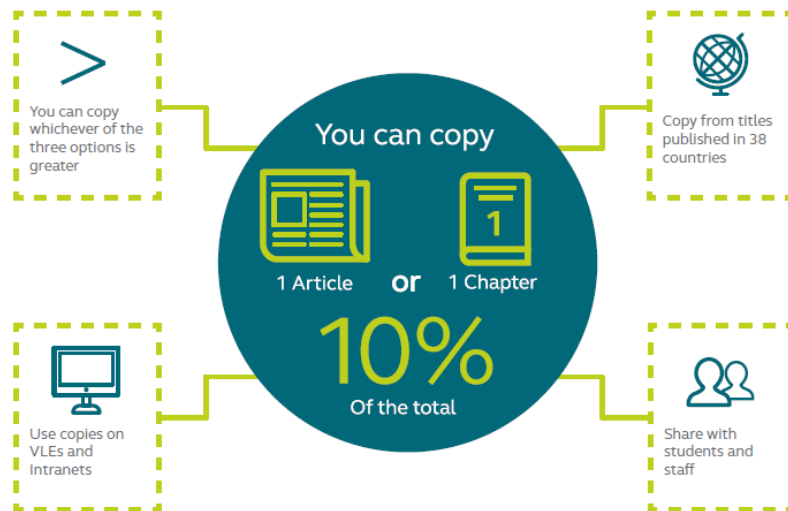 You can copy
whichever of the
three options is
greater
Copy from titles
published in 38
countries
You can copy
1
1 Article or 1 Chapter
10%
Of the total
Use copies on
VLEs and
Intranets
Share with
students and
staff